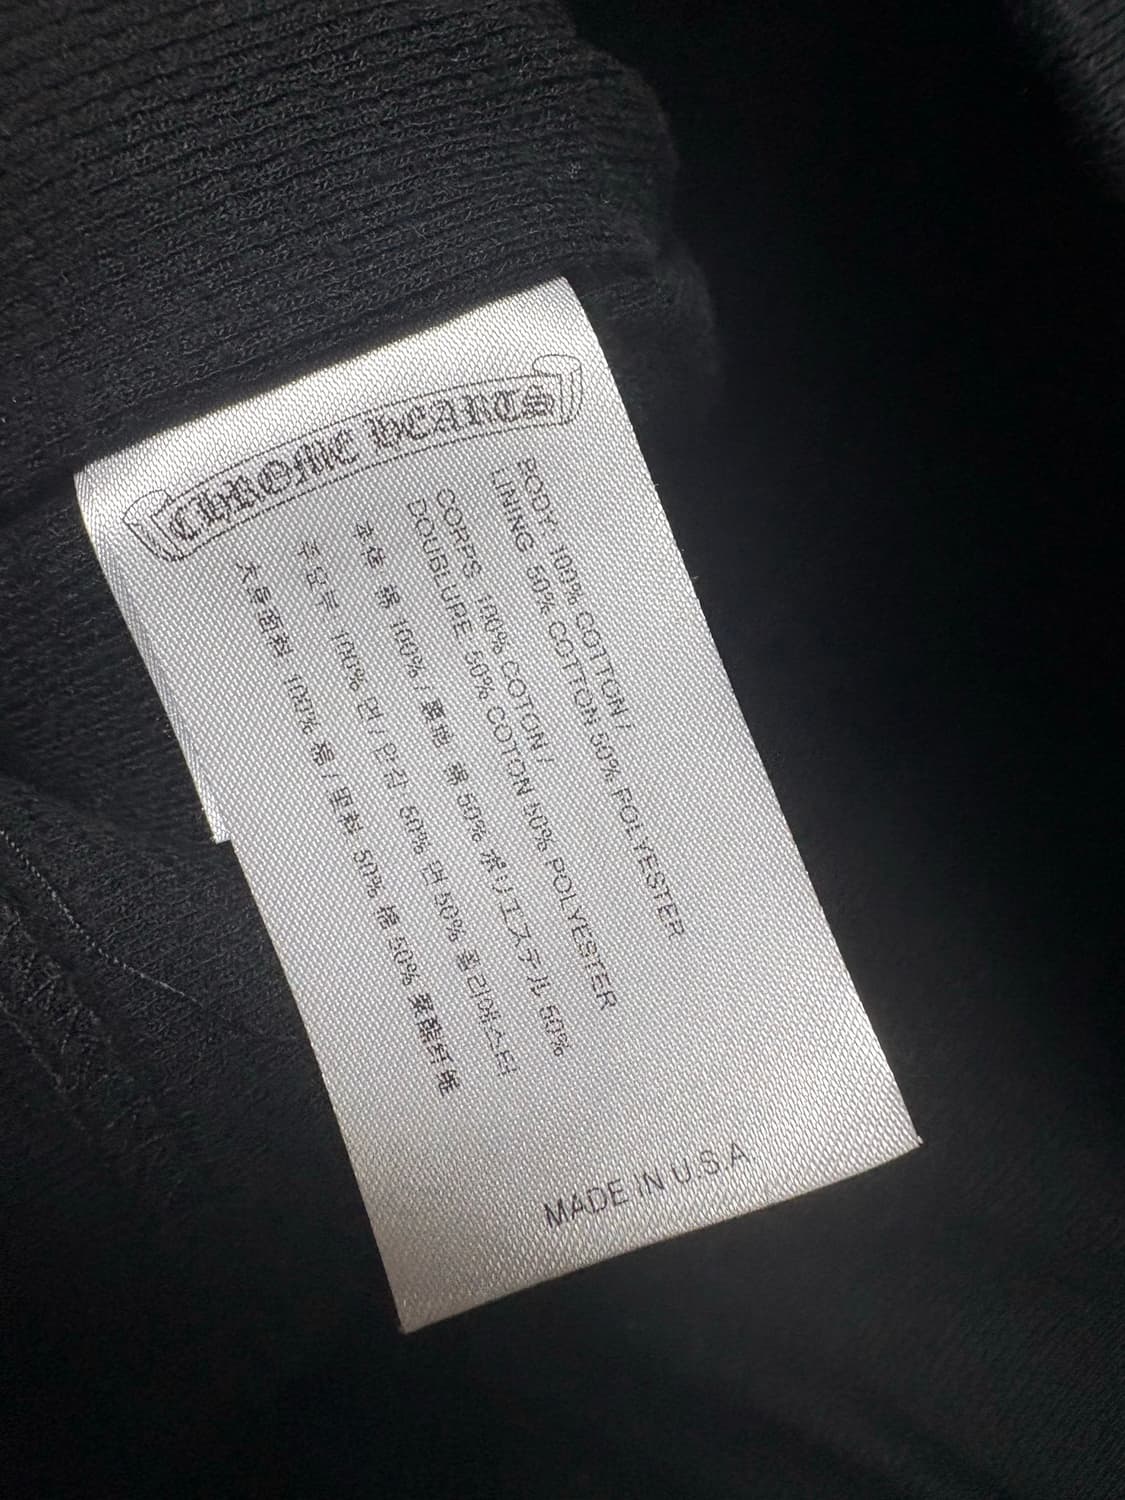 CHROME HEARTS
BODY: 100% COTTON /
LINING 50% COTTON 50% POLYESTER
CORPS 100% COTON /
DOUBLURE 50% COTON 50% POLYESTER
本体 綿 100% / 裏地 綿 50% ポリエステル 50%
주요부 100% 면 / 안감 50% 면 50% 폴리에스터
大身面料 100% 棉 / 里料 50% 棉 50% 聚酯纤毛
MADE IN U.S.A